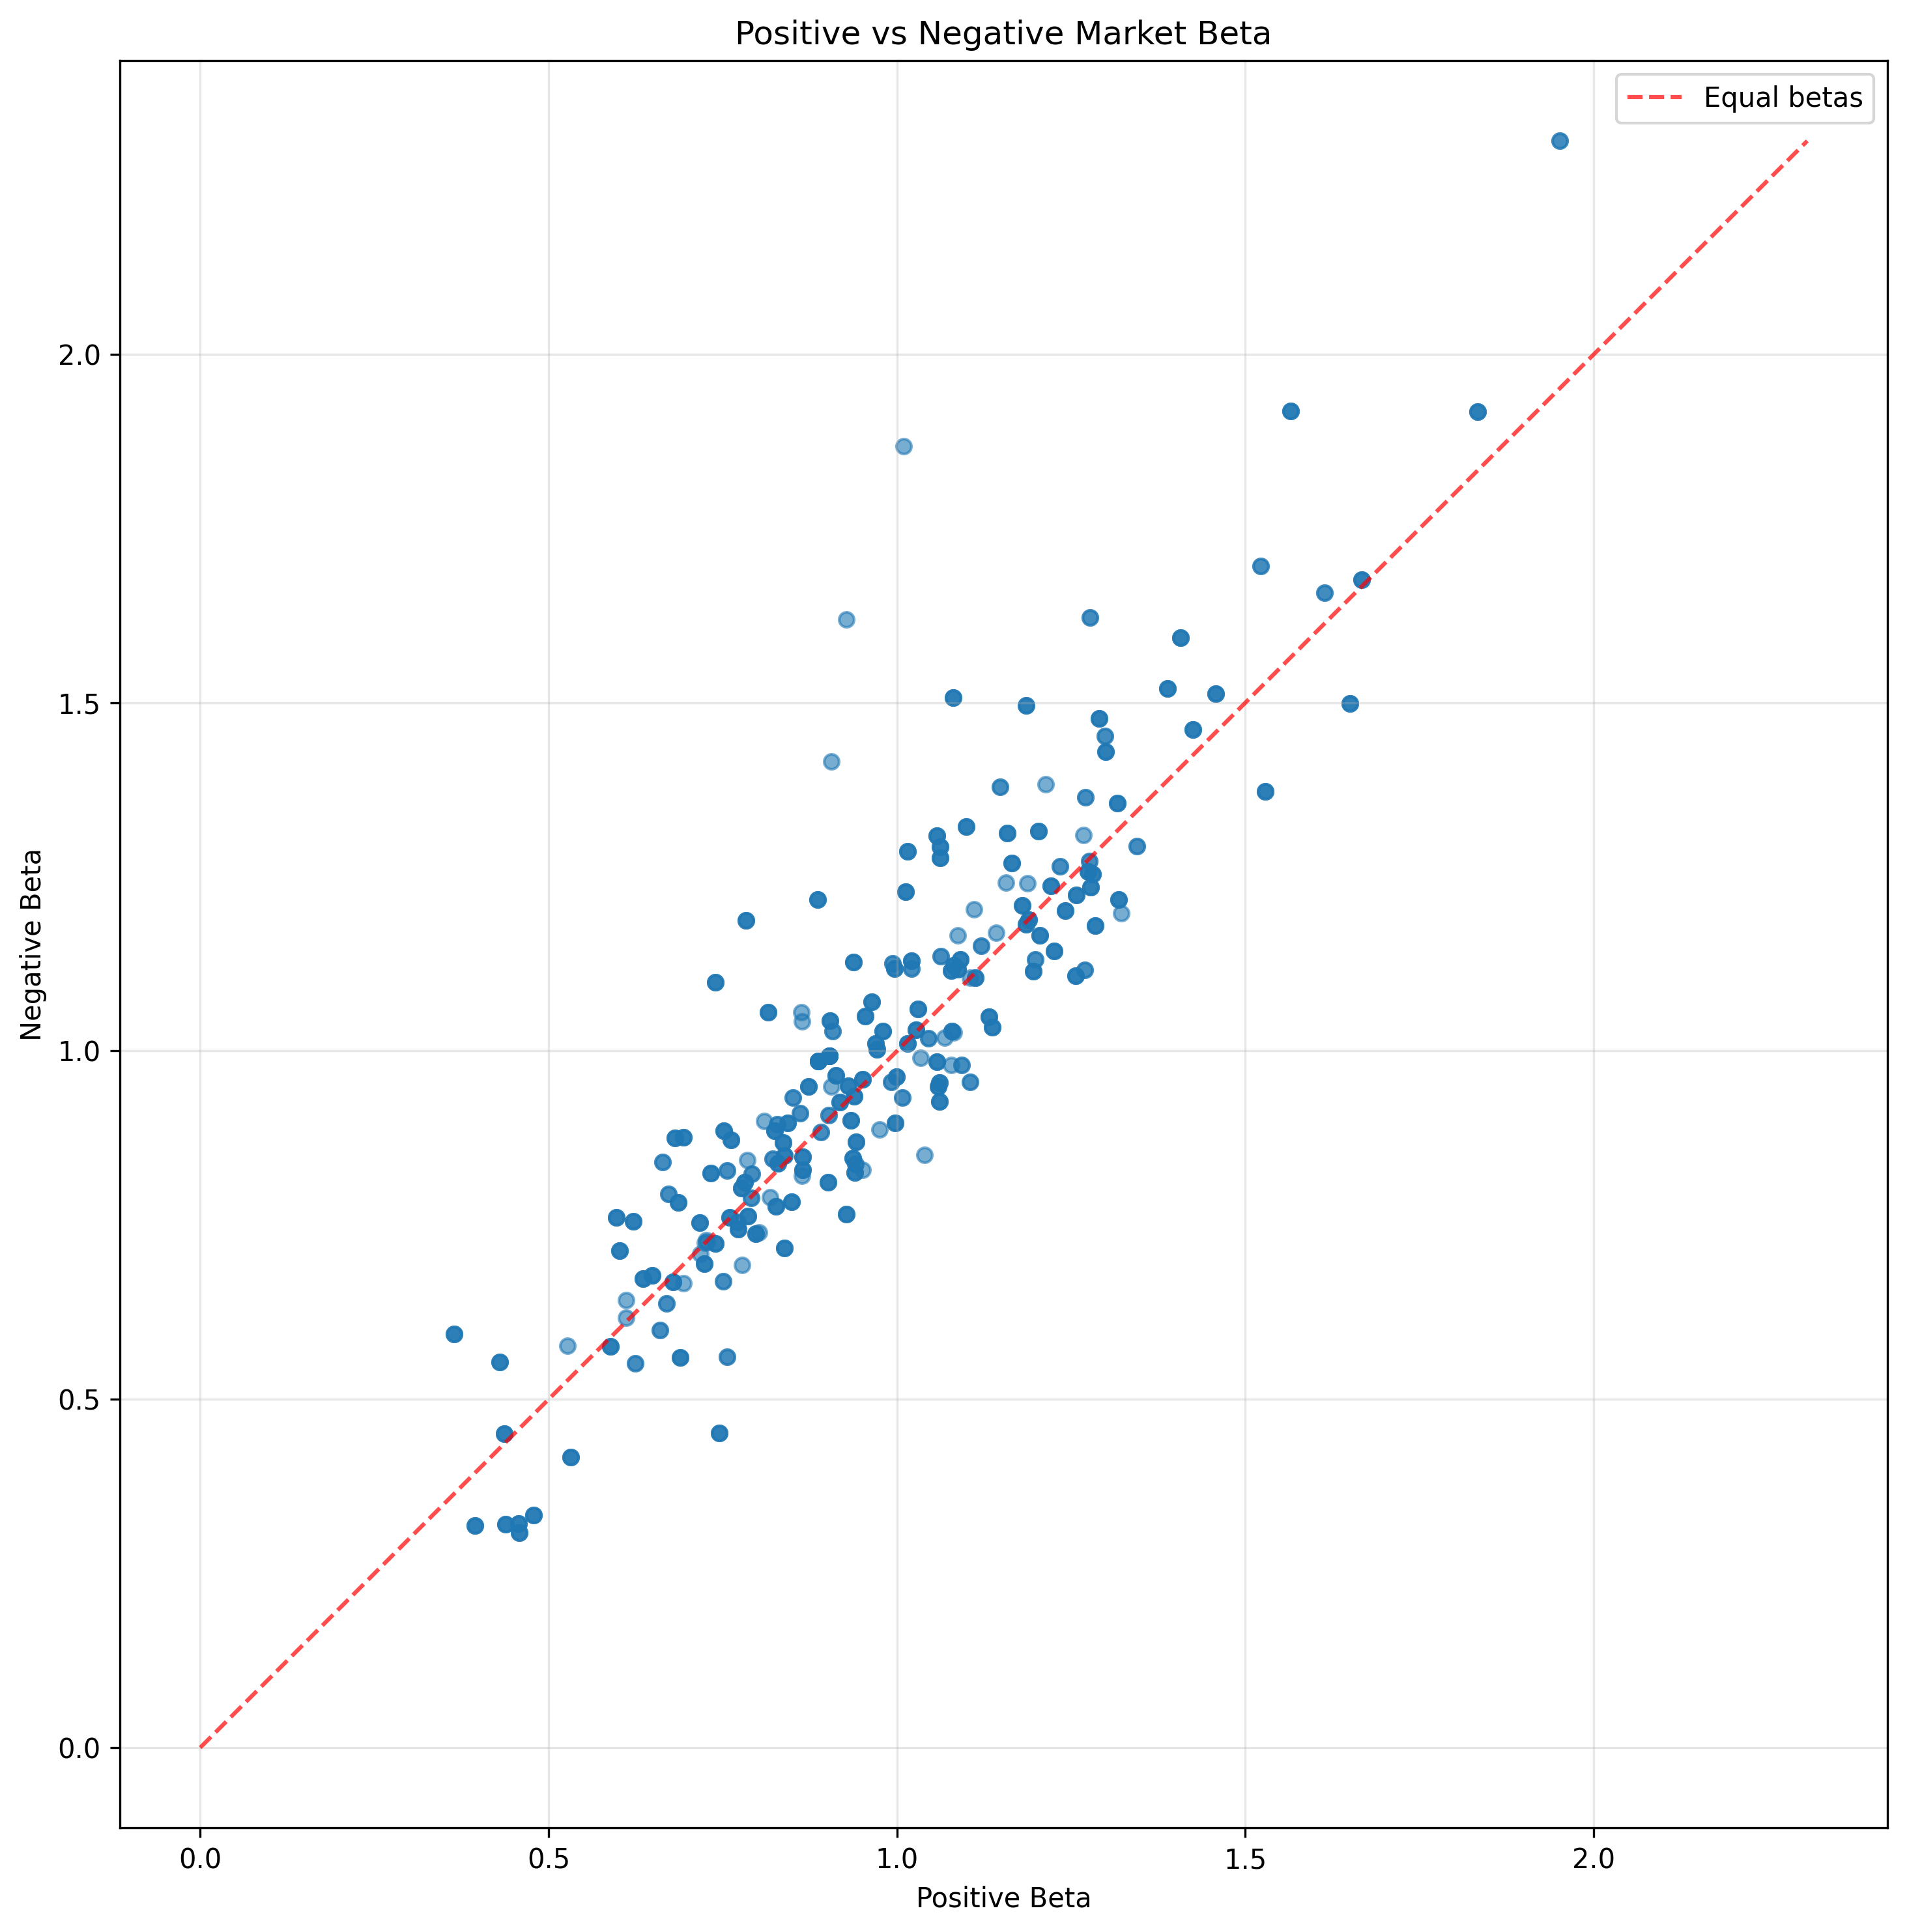 Positive vs Negative Market Beta
Equal betas
Negative Beta
2.0
1.5
1.0
0.5
0.0
0.0 0.5 1.0 1.5 2.0
Positive Beta